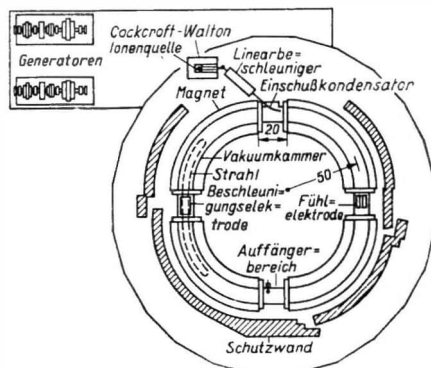 Cockcroft-Walton
Ionenquelle
Linearbe=
schleuniger
Einschußkondensator
Generatoren
Magnet
20
Vakuumkammer
Strahl
50
Beschleuni=
gungselek=
trode
Fühl=
elektrode
Auffänger=
bereich
Schutzwand